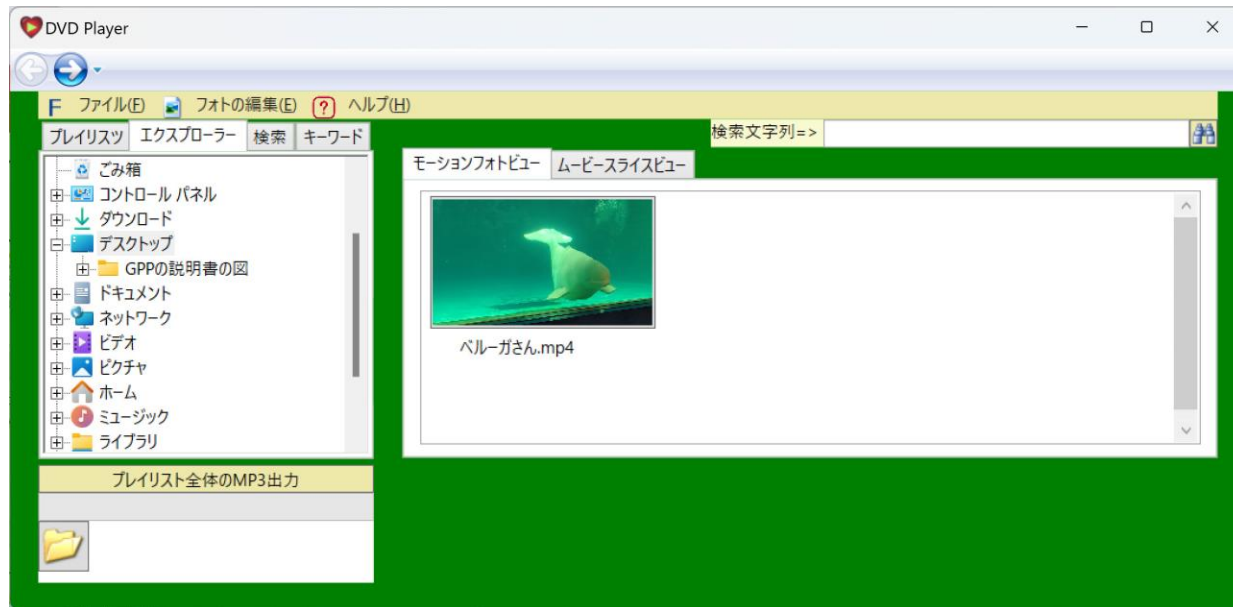 DVD Player
F ファイル(F) フォトの編集(E) ? ヘルプ(H)
プレイリスツ エクスプローラー 検索 キーワード
検索文字列=>
モーションフォトビュー ムービースライスビュー
ごみ箱
コントロール パネル
ダウンロード
デスクトップ
GPPの説明書の図
ドキュメント
ネットワーク
ビデオ
ピクチャ
ホーム
ミュージック
ライブラリ
ベルーガさん.mp4
プレイリスト全体のMP3出力